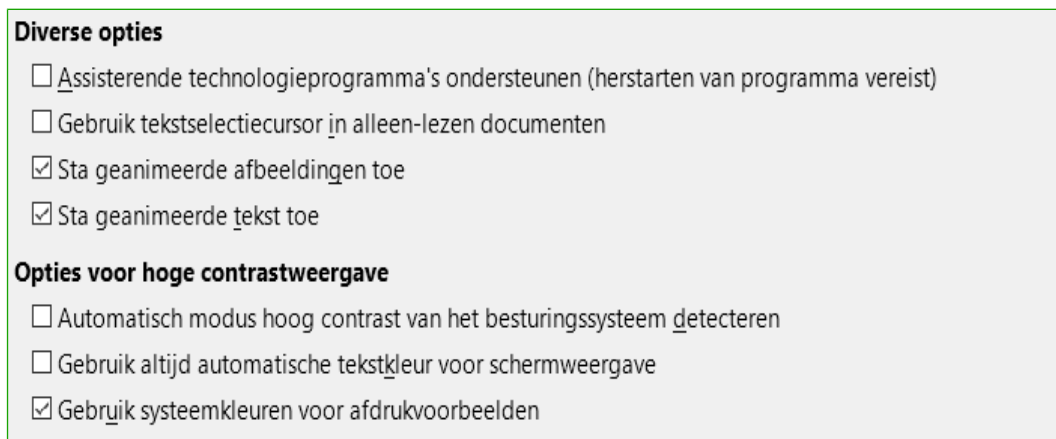 Diverse opties
Assisterende technologieprogramma's ondersteunen (herstarten van programma vereist)
Gebruik tekstselectiecursor in alleen-lezen documenten
Sta geanimeerde afbeeldingen toe
Sta geanimeerde tekst toe
Opties voor hoge contrastweergave
Automatisch modus hoog contrast van het besturingssysteem detecteren
Gebruik altijd automatische tekstkleur voor schermweergave
Gebruik systeemkleuren voor afdrukvoorbeelden